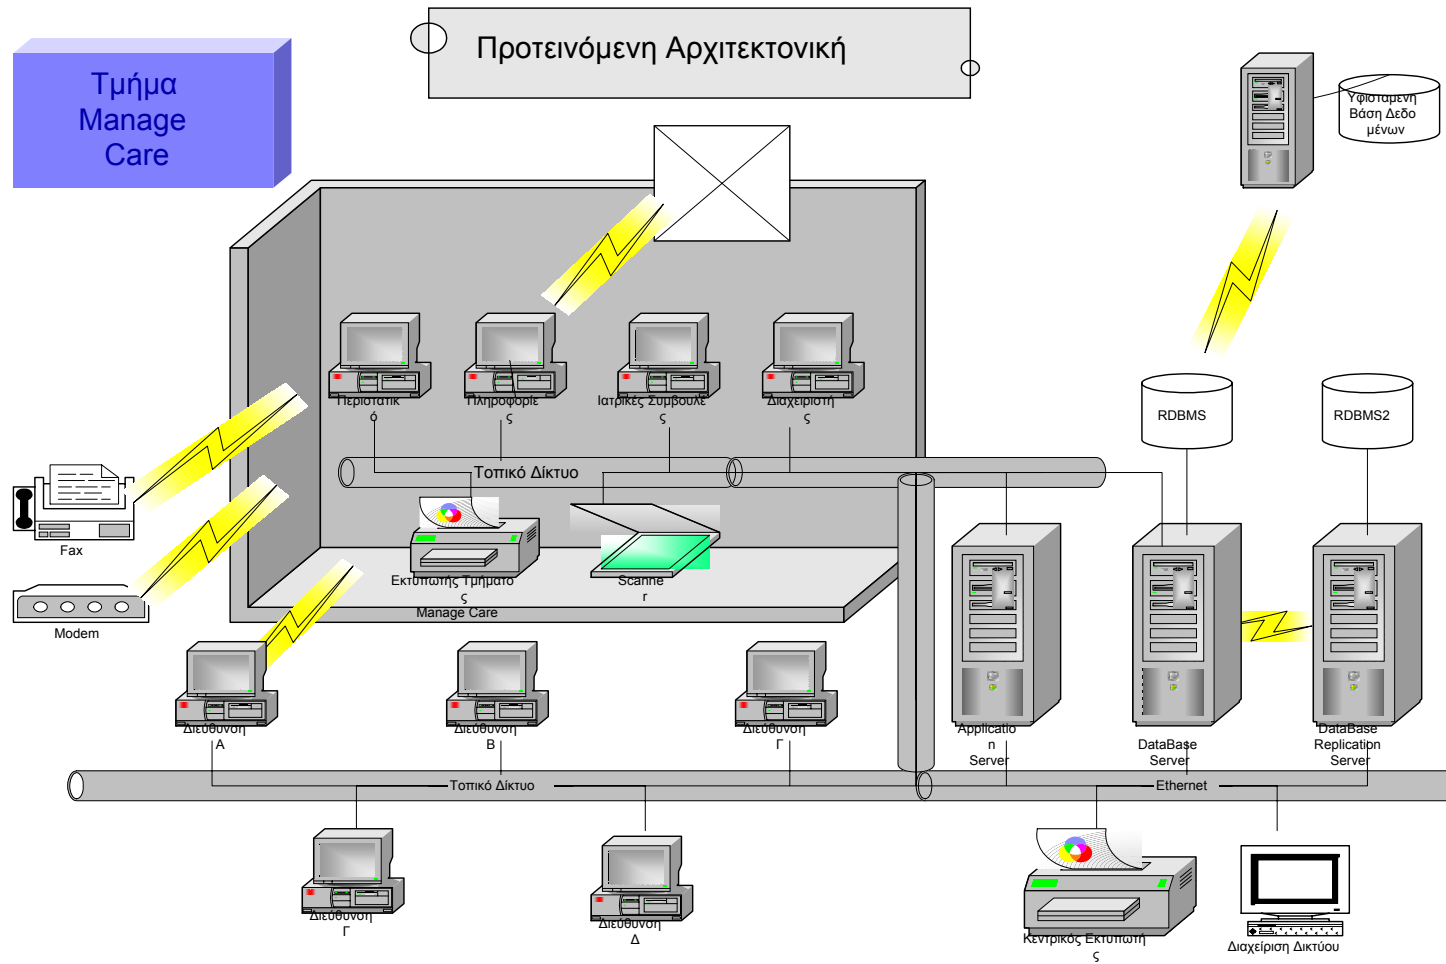 Προτεινόμενη Αρχιτεκτονική
Τμήμα
Manage
Care
Υφισταμένη
Βάση Δεδο
μένων
Περιστατικ
ό
Πληροφορίε
ς
Ιατρικές Συμβουλέ
ς
Διαχειριστή
ς
RDBMS
RDBMS2
Τοπικό Δίκτυο
Fax
Modem
Εκτυπωτής Τμήματο
ς
Manage Care
Scanne
r
Διεύθυνση
Α
Διεύθυνση
Β
Διεύθυνση
Γ
Applicatio
n
Server
DataBase
Server
DataBase
Replication
Server
Τοπικό Δίκτυο
Ethernet
Διεύθυνση
Γ
Διεύθυνση
Δ
Κεντρικός Εκτυπωτή
ς
Διαχείριση Δικτύου